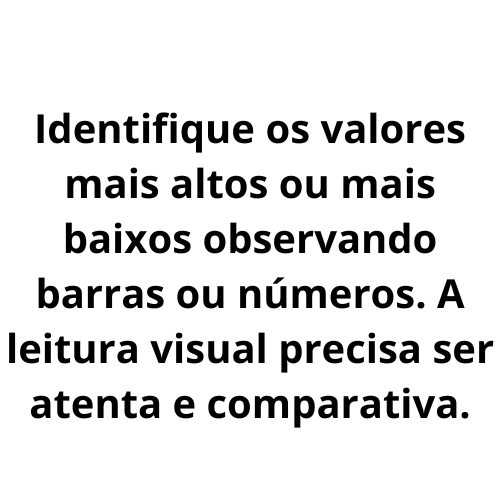 Identifique os valores
mais altos ou mais
baixos observando
barras ou números. A
leitura visual precisa ser
atenta e comparativa.